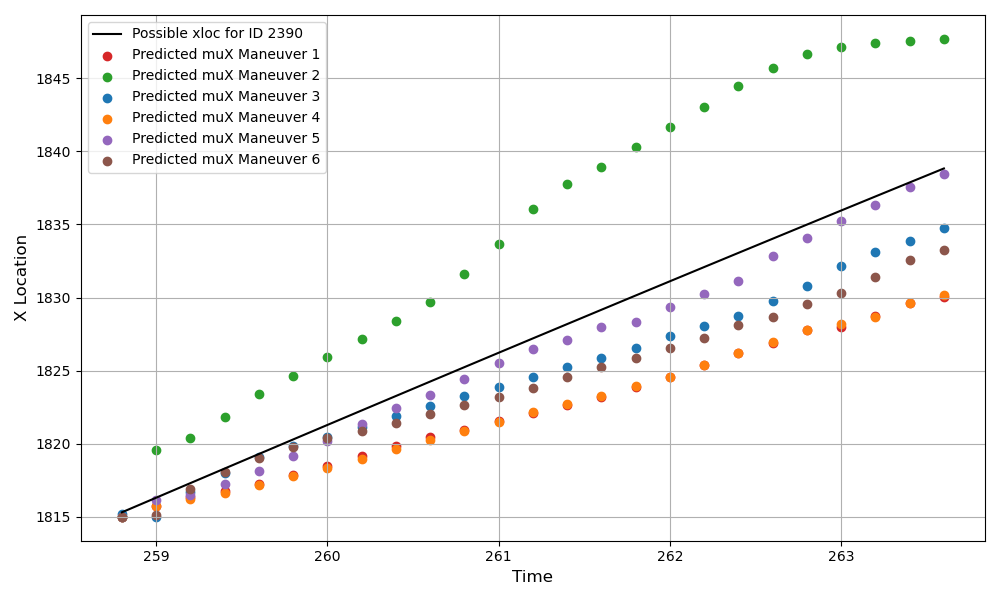 Possible xloc for ID 2390
Predicted muX Maneuver 1
Predicted muX Maneuver 2
Predicted muX Maneuver 3
Predicted muX Maneuver 4
Predicted muX Maneuver 5
Predicted muX Maneuver 6
1845
1840
1835
1830
1825
1820
1815
X Location
259 260 261 262 263
Time